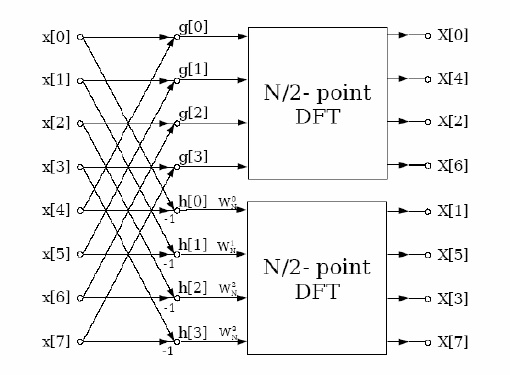 x[0] g[0] X[0]
x[1] g[1] X[4]
N/2- point
DFT
x[2] g[2] X[2]
x[3] g[3] X[6]
x[4] -1 h[0] W_N^0 X[1]
x[5] -1 h[1] W_N^1 X[5]
N/2- point
DFT
x[6] -1 h[2] W_N^2 X[3]
x[7] -1 h[3] W_N^3 X[7]